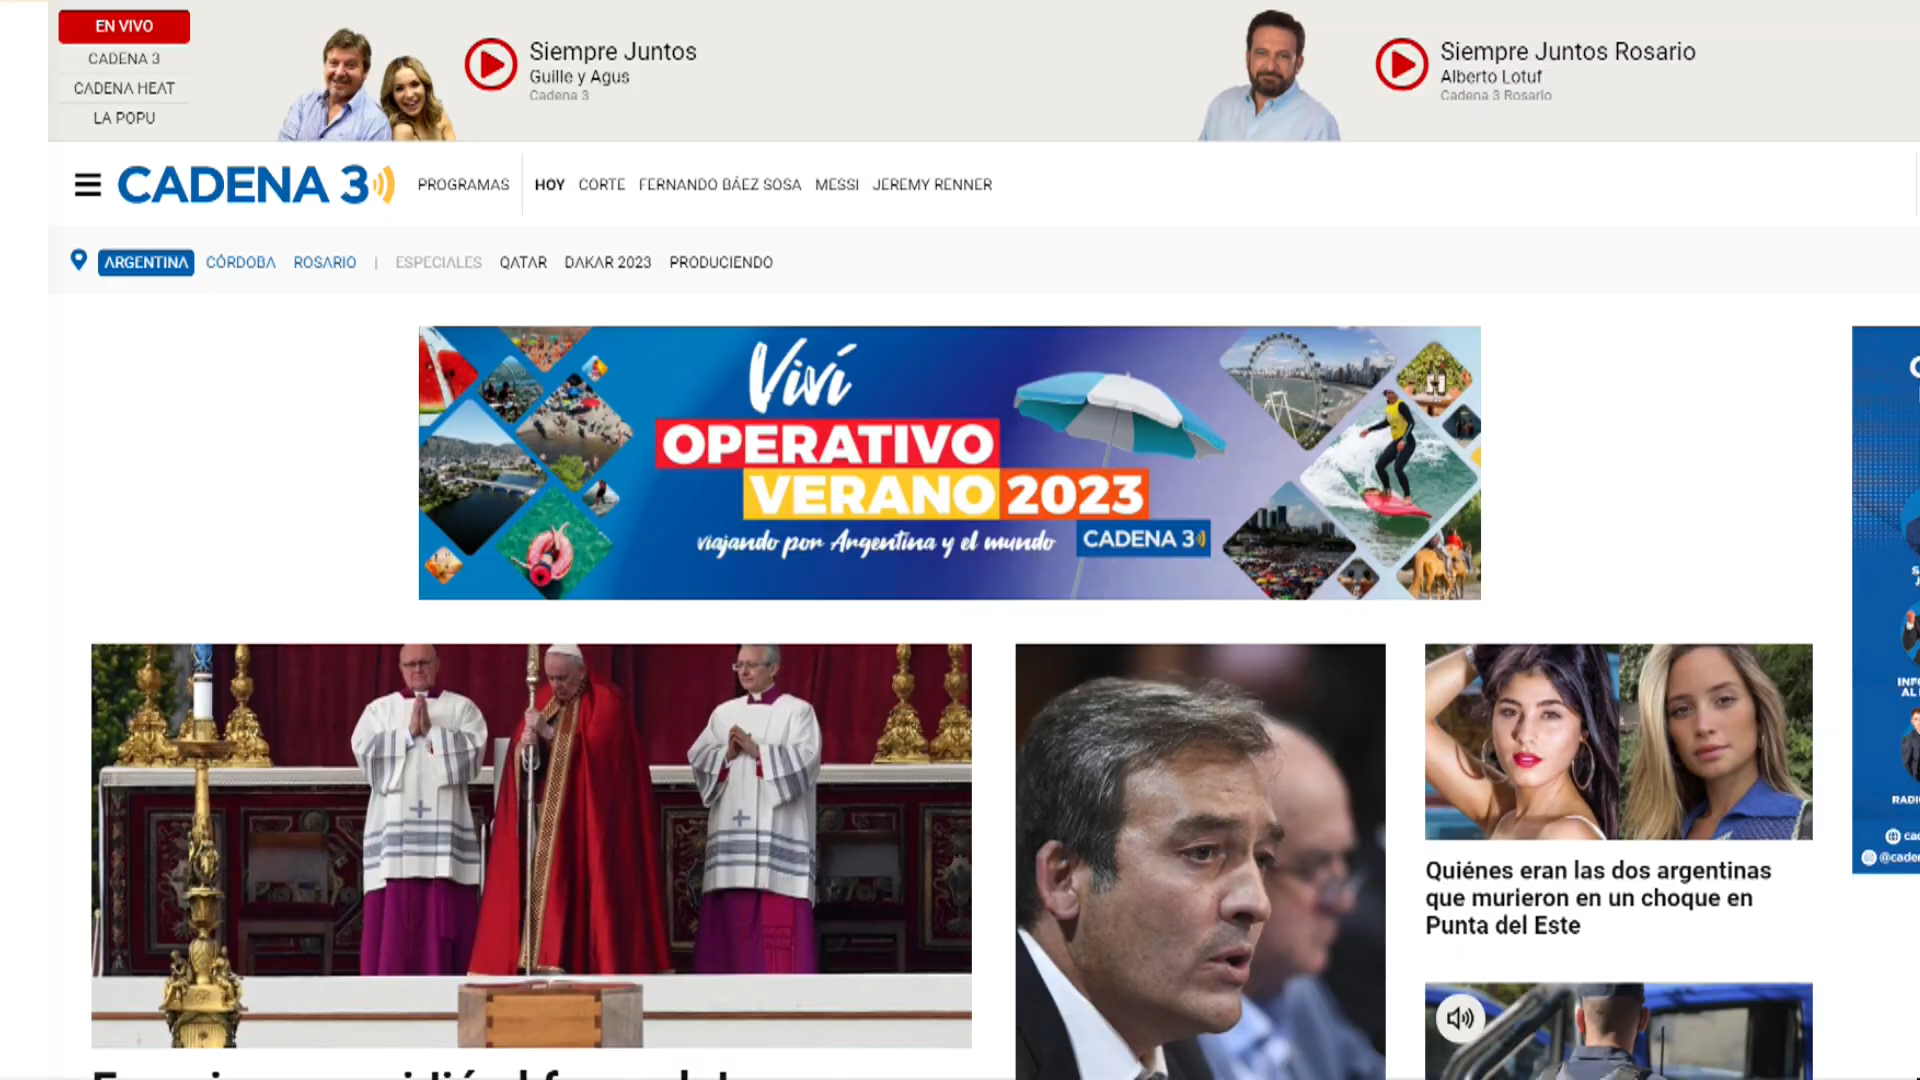 EN VIVO
CADENA 3
CADENA HEAT
LA POPU
Siempre Juntos
Guille y Agus
Cadena 3
Siempre Juntos Rosario
Alberto Lotuf
Cadena 3 Rosario
CADENA 3
PROGRAMAS
HOY CORTE FERNANDO BÁEZ SOSA MESSI JEREMY RENNER
ARGENTINA CÓRDOBA ROSARIO | ESPECIALES QATAR DAKAR 2023 PRODUCIENDO
Viví
OPERATIVO
VERANO 2023
viajando por Argentina y el mundo CADENA 3
Quiénes eran las dos argentinas
que murieron en un choque en
Punta del Este